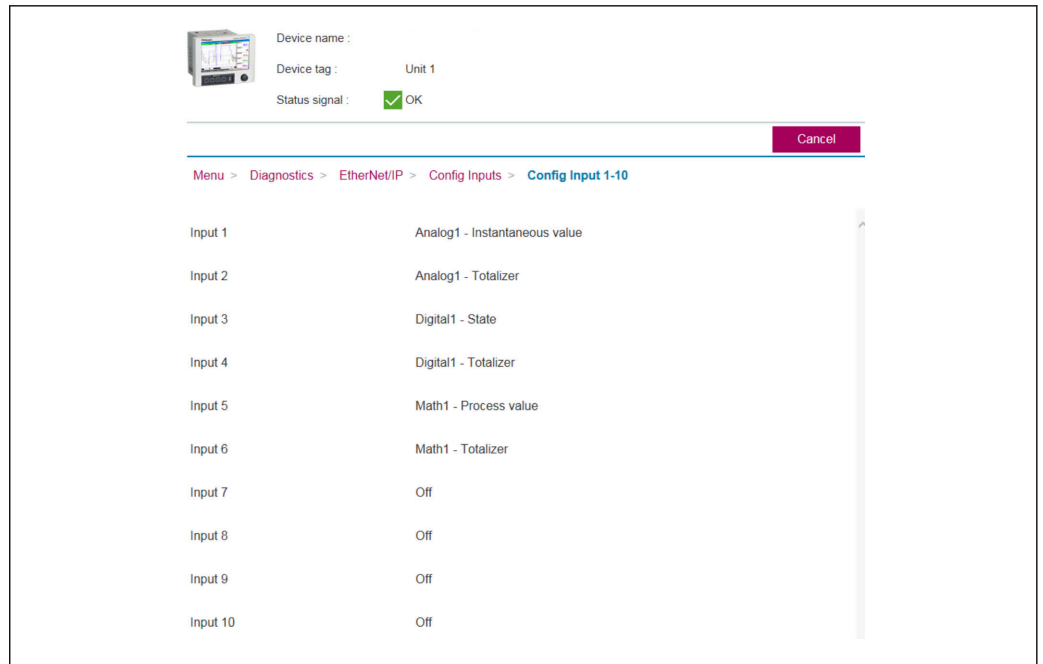 Device name :
Device tag : Unit 1
Status signal : OK
Cancel
Menu > Diagnostics > EtherNet/IP > Config Inputs > Config Input 1-10
Input 1 Analog1 - Instantaneous value
Input 2 Analog1 - Totalizer
Input 3 Digital1 - State
Input 4 Digital1 - Totalizer
Input 5 Math1 - Process value
Input 6 Math1 - Totalizer
Input 7 Off
Input 8 Off
Input 9 Off
Input 10 Off